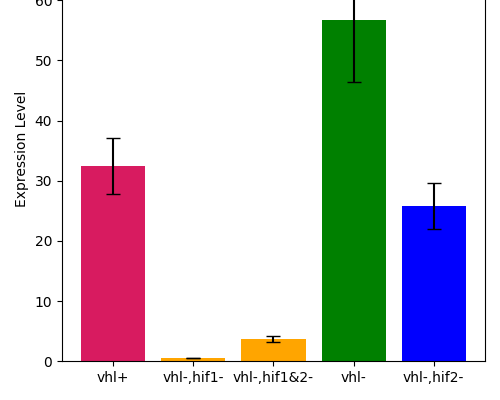 60
50
40
30
20
10
0
Expression Level
vhl+
vhl-,hif1-
vhl-,hif1&2-
vhl-
vhl-,hif2-